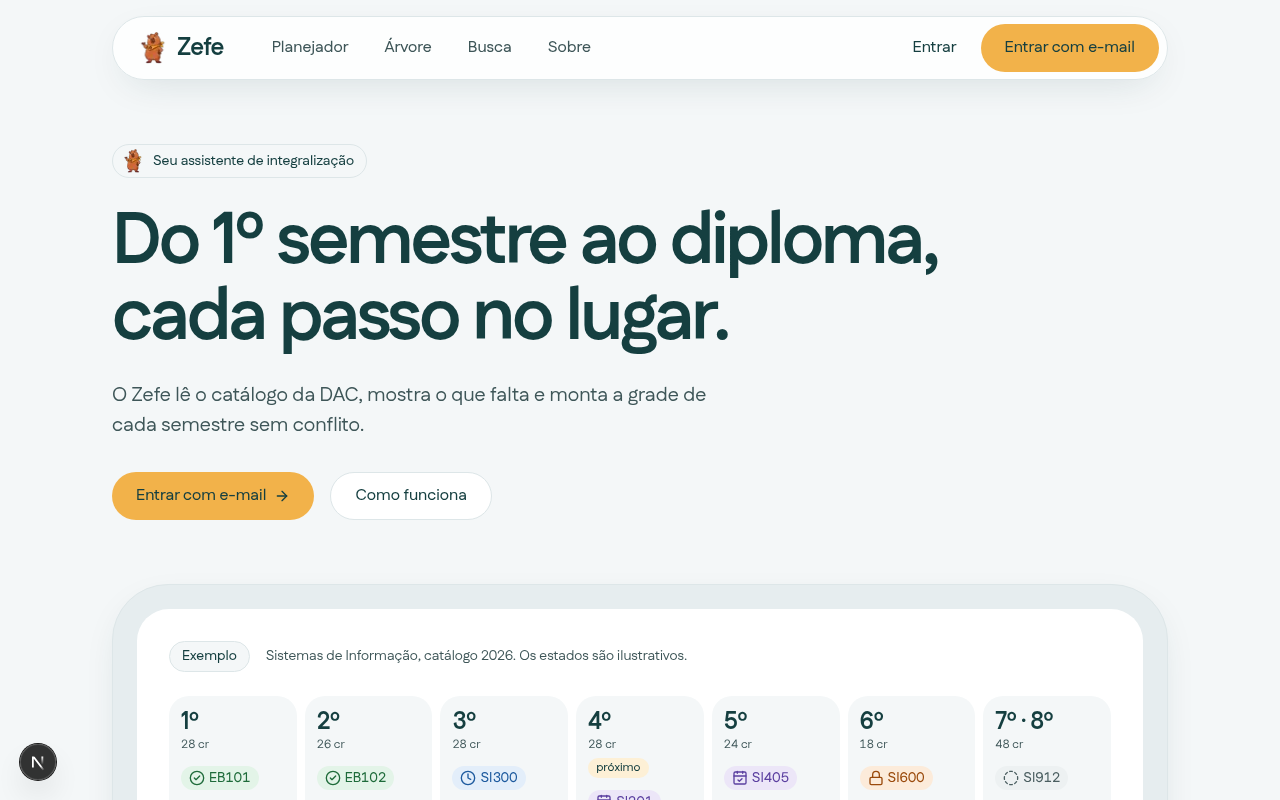 Zefe
Planejador
Árvore
Busca
Sobre
Entrar
Entrar com e-mail
Seu assistente de integralização
Do 1º semestre ao diploma,
cada passo no lugar.
O Zefe lê o catálogo da DAC, mostra o que falta e monta a grade de
cada semestre sem conflito.
Entrar com e-mail →
Como funciona
Exemplo
Sistemas de Informação, catálogo 2026. Os estados são ilustrativos.
1º
28 cr
EB101
2º
26 cr
EB102
3º
28 cr
SI300
4º
28 cr
próximo
SI201
5º
24 cr
SI405
6º
18 cr
SI600
7º · 8º
48 cr
SI912
N